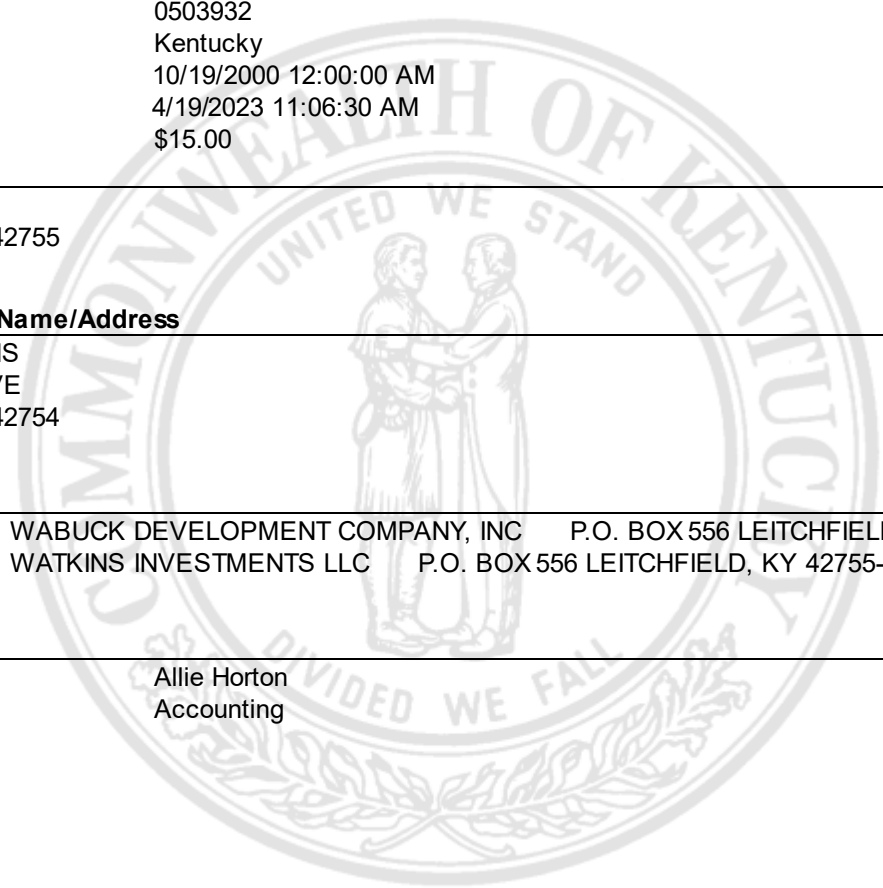 0503932
Kentucky
10/19/2000 12:00:00 AM
4/19/2023 11:06:30 AM
$15.00
42755
Name/Address
IS
VE
42754
WABUCK DEVELOPMENT COMPANY, INC P.O. BOX 556 LEITCHFIEL
WATKINS INVESTMENTS LLC P.O. BOX 556 LEITCHFIELD, KY 42755-
Allie Horton
Accounting
COMMONWEALTH OF KENTUCKY
UNITED WE STAND
DIVIDED WE FALL